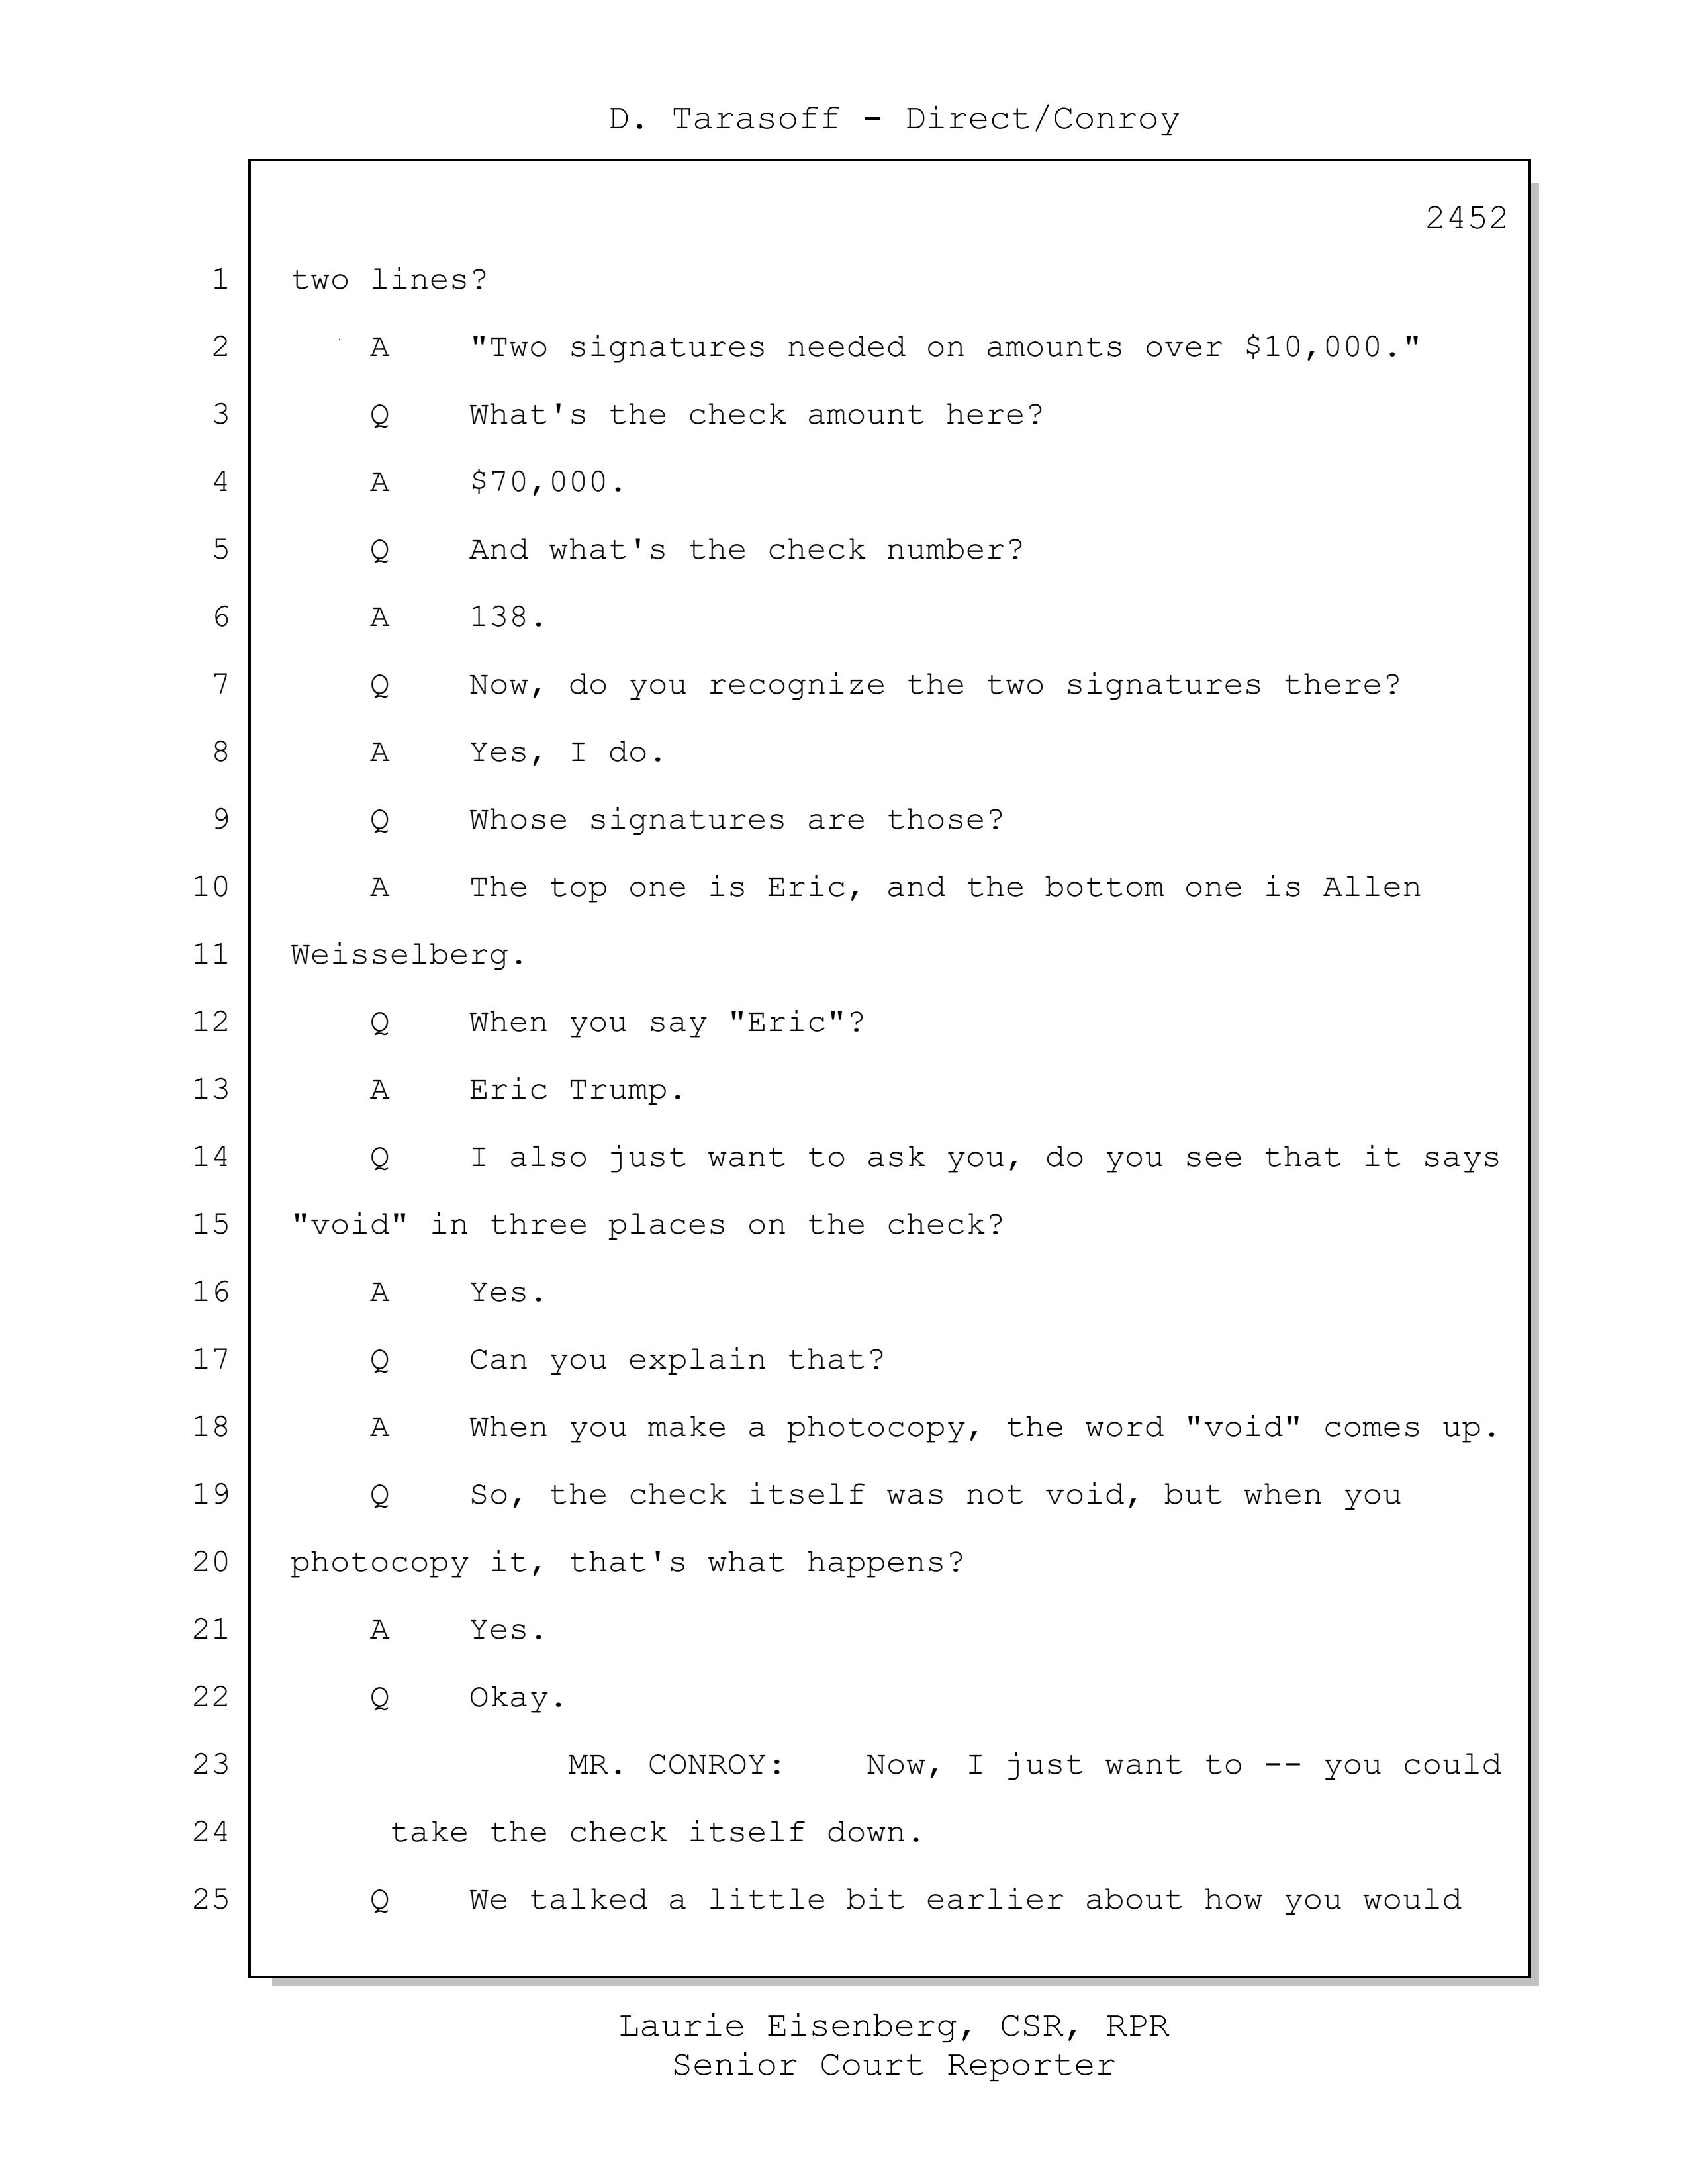 D. Tarasoff - Direct/Conroy
2452
1 two lines?
2 A "Two signatures needed on amounts over $10,000."
3 Q What's the check amount here?
4 A $70,000.
5 Q And what's the check number?
6 A 138.
7 Q Now, do you recognize the two signatures there?
8 A Yes, I do.
9 Q Whose signatures are those?
10 A The top one is Eric, and the bottom one is Allen
11 Weisselberg.
12 Q When you say "Eric"?
13 A Eric Trump.
14 Q I also just want to ask you, do you see that it says
15 "void" in three places on the check?
16 A Yes.
17 Q Can you explain that?
18 A When you make a photocopy, the word "void" comes up.
19 Q So, the check itself was not void, but when you
20 photocopy it, that's what happens?
21 A Yes.
22 Q Okay.
23 MR. CONROY: Now, I just want to -- you could
24 take the check itself down.
25 Q We talked a little bit earlier about how you would
Laurie Eisenberg, CSR, RPR
Senior Court Reporter